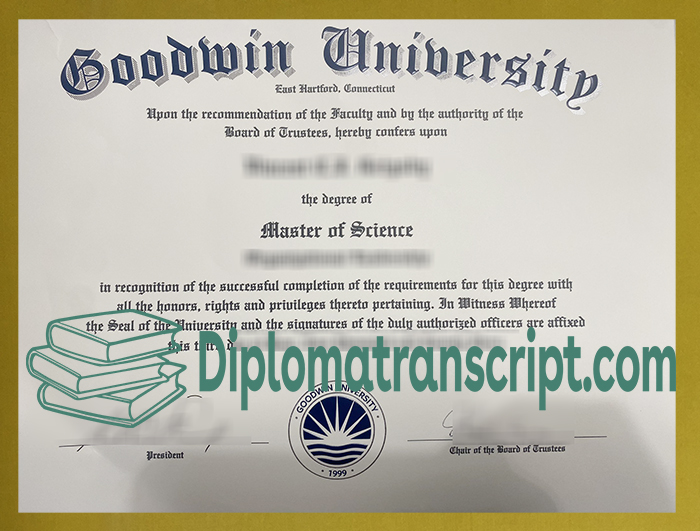 Goodwin University
East Hartford, Connecticut
Upon the recommendation of the Faculty and by the authority of the
Board of Trustees, hereby confers upon
the degree of
Master of Science
in recognition of the successful completion of the requirements for this degree with
all the honors, rights and privileges thereto pertaining. In Witness Whereof
the Seal of the University and the signatures of the duly authorized officers are affixed
this
Diplomatranscript.com
GOODWIN UNIVERSITY
1999
President
Chair of the Board of Trustees